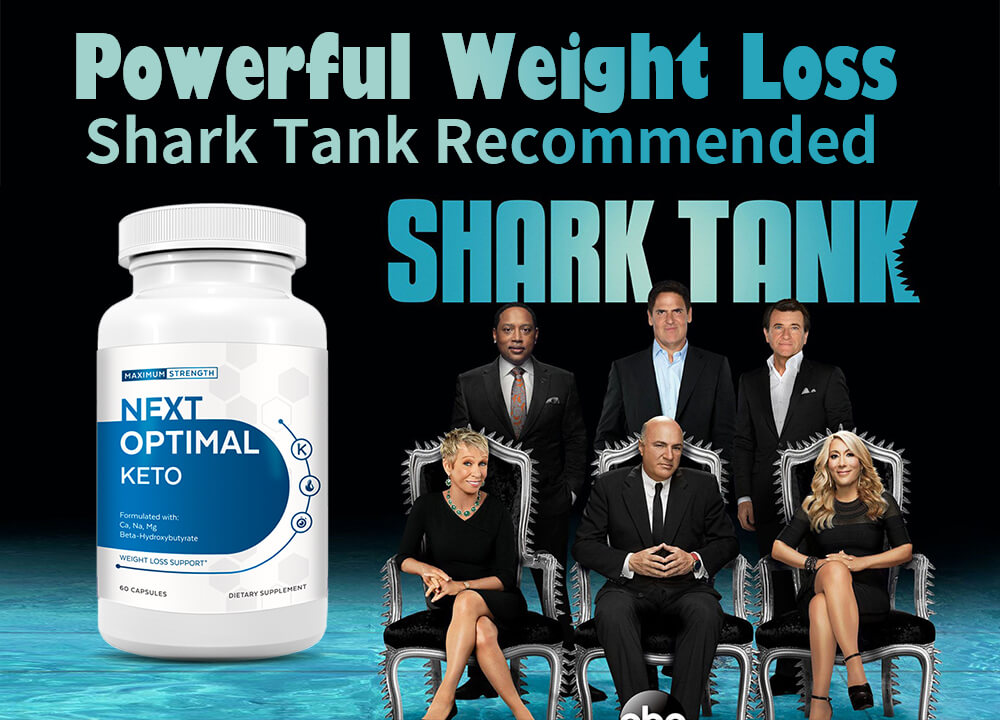 Powerful Weight Loss
Shark Tank Recommended
SHARK TANK
MAXIMUM STRENGTH
NEXT
OPTIMAL
KETO
K
Formulated with:
Ca, Na, Mg
Beta-Hydroxybutyrate
WEIGHT LOSS SUPPORT*
60 CAPSULES
DIETARY SUPPLEMENT
abc